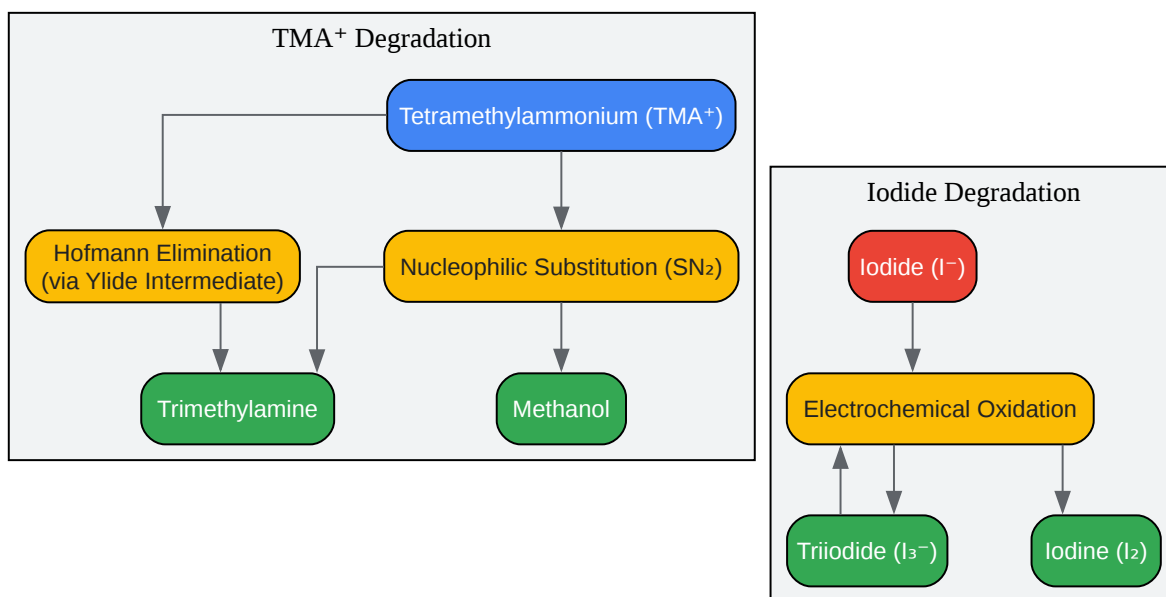 TMA⁺ Degradation
Tetramethylammonium (TMA⁺)
Hofmann Elimination
(via Ylide Intermediate)
Nucleophilic Substitution (SN₂)
Trimethylamine
Methanol
Iodide Degradation
Iodide (I⁻)
Electrochemical Oxidation
Triiodide (I₃⁻)
Iodine (I₂)